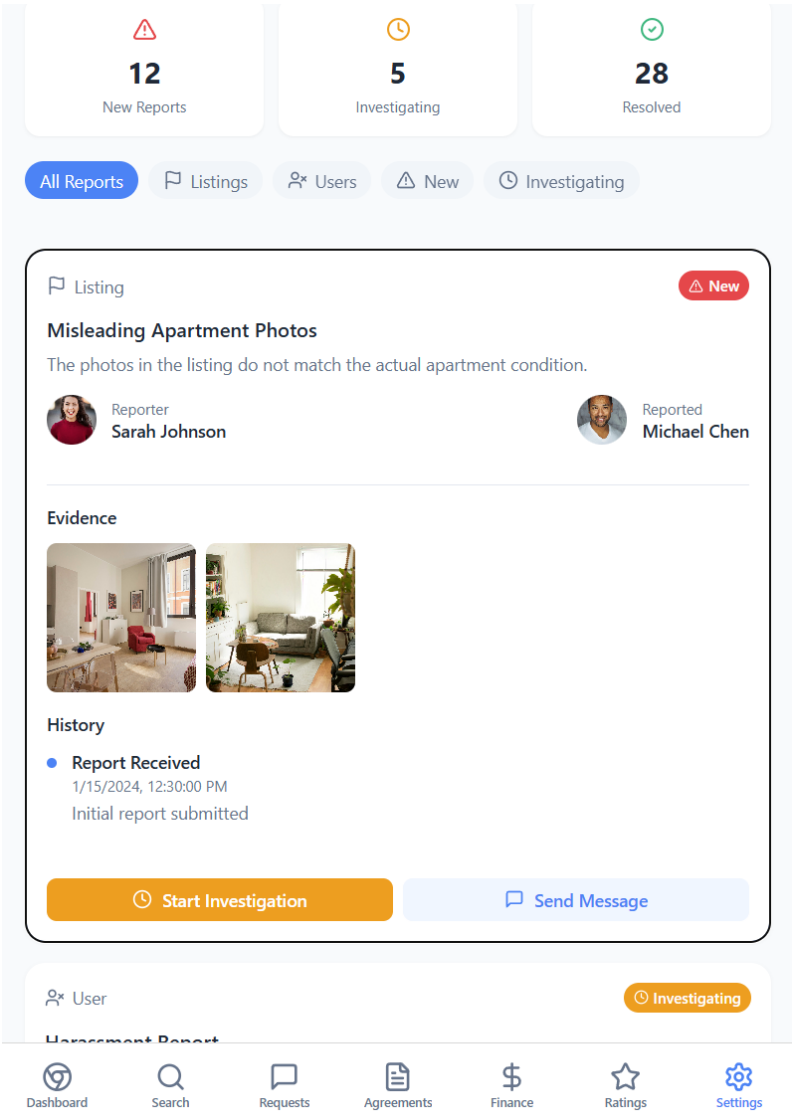 12
New Reports
5
Investigating
28
Resolved
All Reports
Listings
Users
New
Investigating
Listing
New
Misleading Apartment Photos
The photos in the listing do not match the actual apartment condition.
Reporter
Sarah Johnson
Reported
Michael Chen
Evidence
History
Report Received
1/15/2024, 12:30:00 PM
Initial report submitted
Start Investigation
Send Message
User
Investigating
Harassment Report
Dashboard
Search
Requests
Agreements
Finance
Ratings
Settings